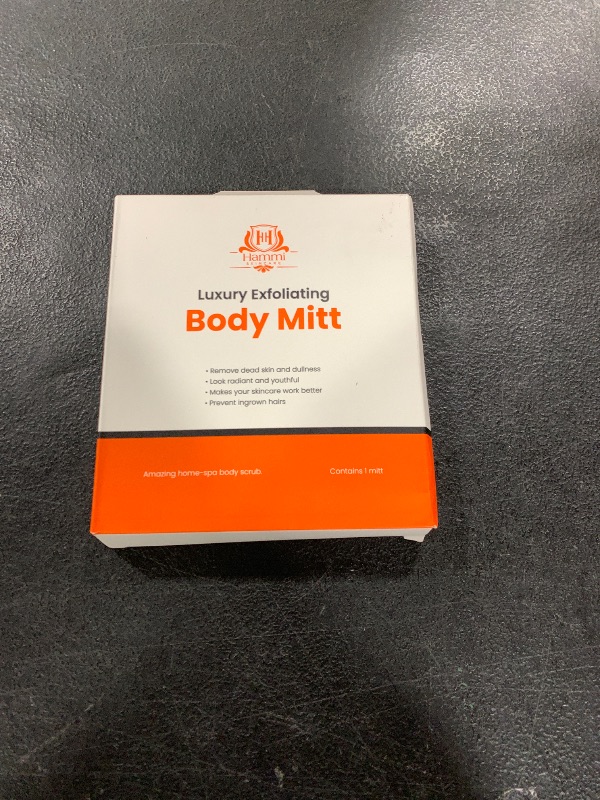 H
Hammi
SKINCARE
Luxury Exfoliating
Body Mitt
• Remove dead skin and dullness
• Look radiant and youthful
• Makes your skincare work better
• Prevent ingrown hairs
Amazing home-spa body scrub
Contains 1 mitt